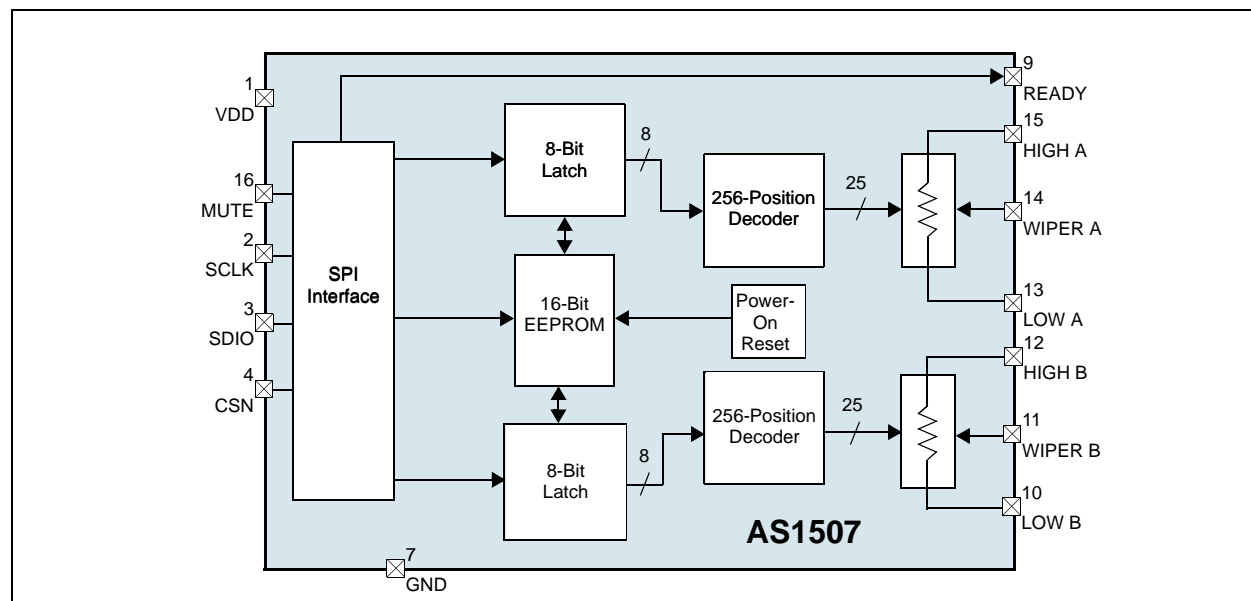 1
VDD
16
MUTE
2
SCLK
3
SDIO
4
CSN
SPI
Interface
8-Bit
Latch
8
16-Bit
EEPROM
8-Bit
Latch
8
256-Position
Decoder
25
Power-
On
Reset
256-Position
Decoder
25
9
READY
15
HIGH A
14
WIPER A
13
LOW A
12
HIGH B
11
WIPER B
10
LOW B
AS1507
7
GND